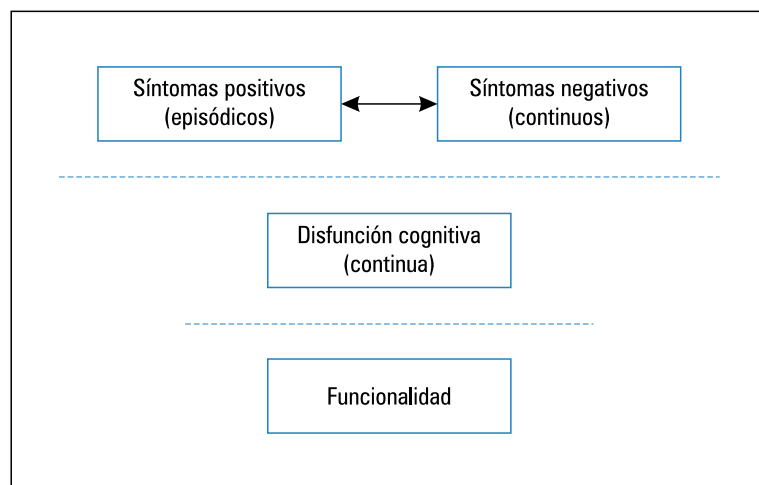 Síntomas positivos
(episódicos)
Síntomas negativos
(continuos)
Disfunción cognitiva
(continua)
Funcionalidad